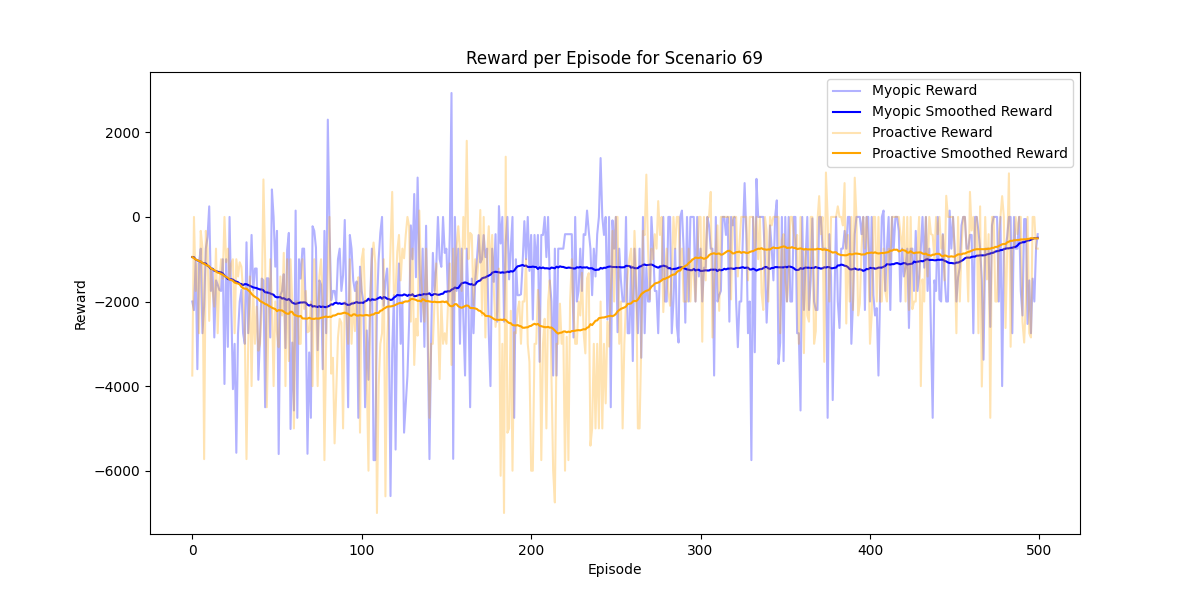 Reward per Episode for Scenario 69
Myopic Reward
Myopic Smoothed Reward
Proactive Reward
Proactive Smoothed Reward
Reward
2000
0
−2000
−4000
−6000
0 100 200 300 400 500
Episode